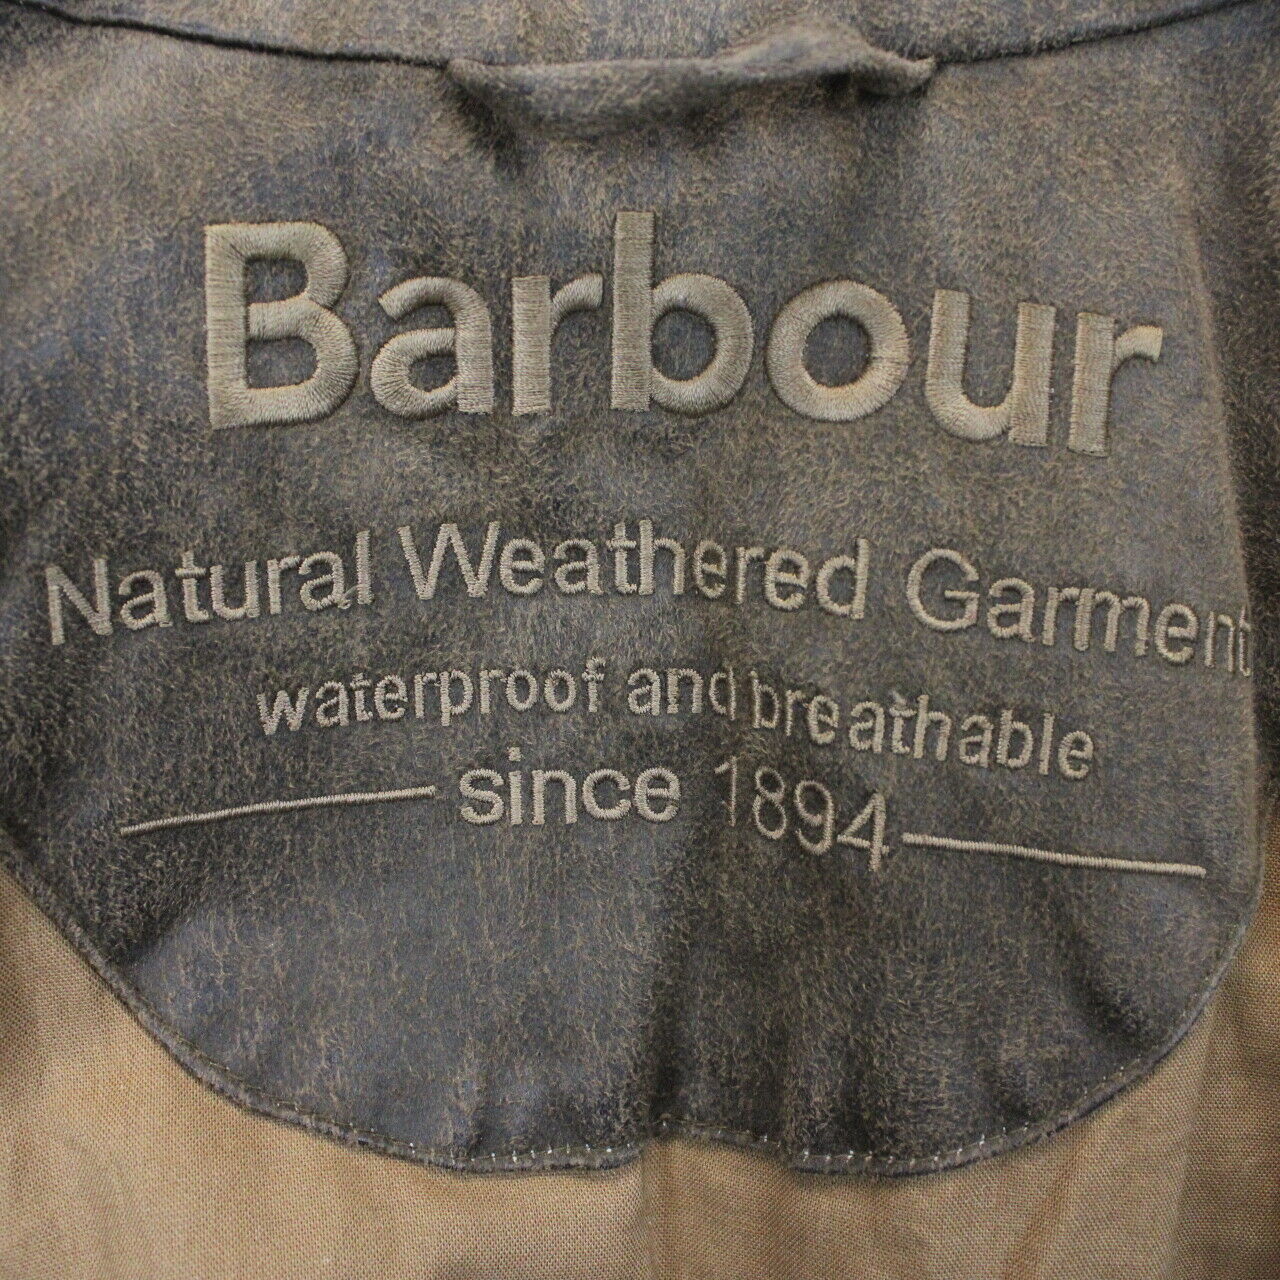 Barbour
Natural Weathered Garment
waterproof and breathable
since 1894